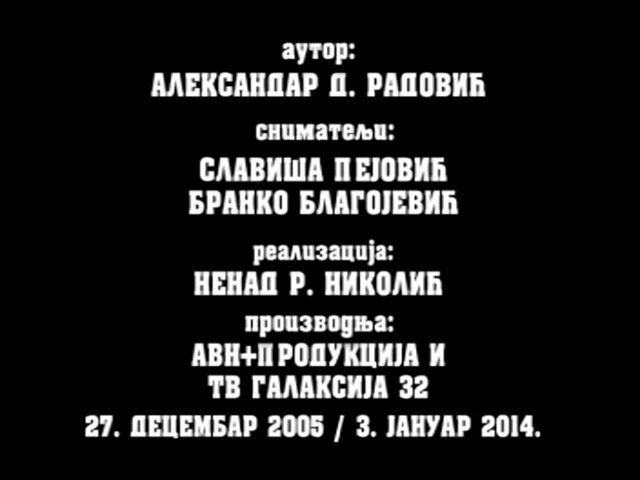 аутор:
АЛЕКСАНДАР Д. РАДОВИЋ
сниматељи:
СЛАВИША ПЕЈОВИЋ
БРАНКО БЛАГОЈЕВИЋ
реализација:
НЕНАД Р. НИКОЛИЋ
производња:
АВН+ПРОДУКЦИЈА И
ТВ ГАЛАКСИЈА 32
27. ДЕЦЕМБАР 2005 / 3. ЈАНУАР 2014.